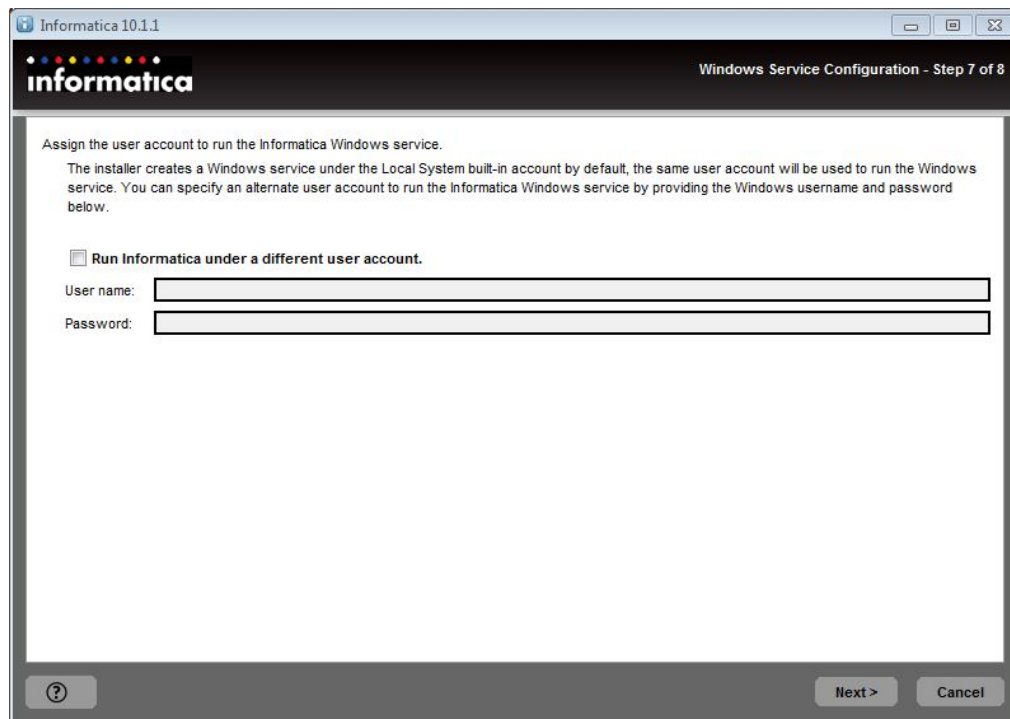 Informatica 10.1.1
informatica
Windows Service Configuration - Step 7 of 8
Assign the user account to run the Informatica Windows service.
The installer creates a Windows service under the Local System built-in account by default, the same user account will be used to run the Windows
service. You can specify an alternate user account to run the Informatica Windows service by providing the Windows username and password
below.
Run Informatica under a different user account.
User name:
Password:
?
Next >
Cancel